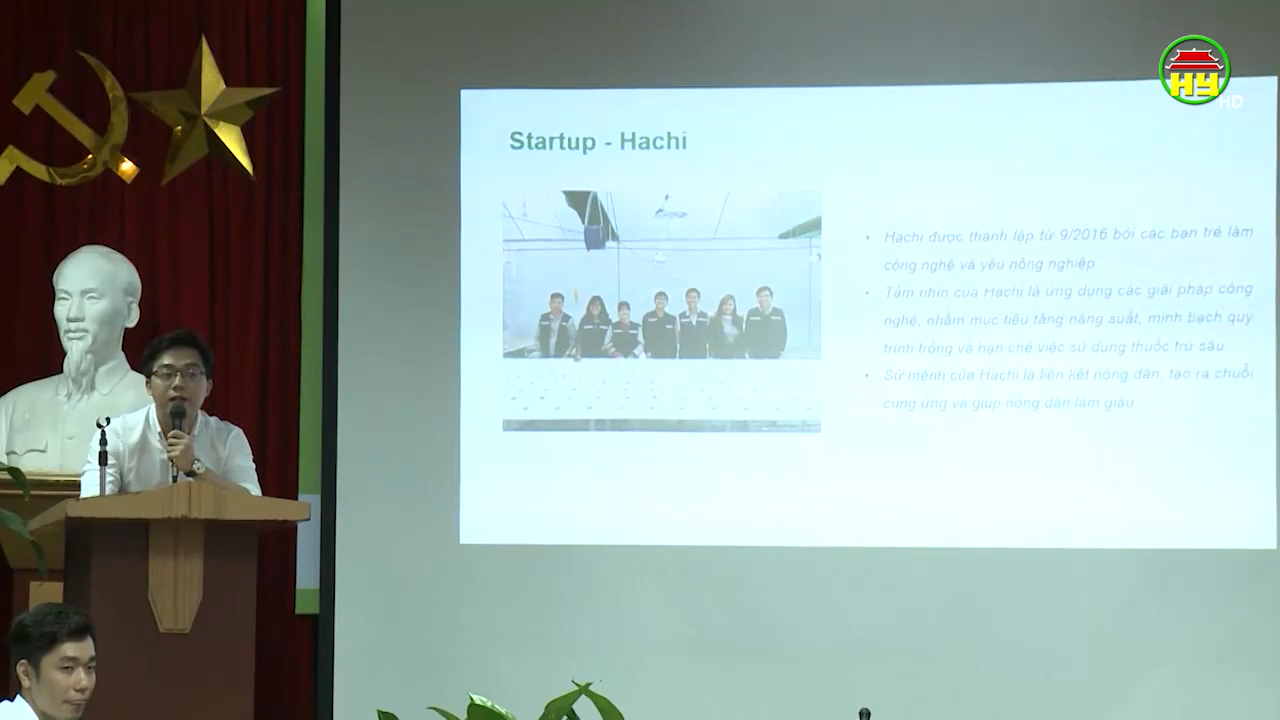 HY
HD
Startup - Hachi
• Hachi được thành lập từ 9/2016 bởi các bạn trẻ làm
công nghệ và yêu nông nghiệp
• Tầm nhìn của Hachi là ứng dụng các giải pháp công
nghệ, nhằm mục tiêu tăng năng suất, minh bạch quy
trình trồng và hạn chế việc sử dụng thuốc trừ sâu
• Sứ mệnh của Hachi là liên kết nông dân, tạo ra chuỗi
cung ứng và giúp nông dân làm giàu